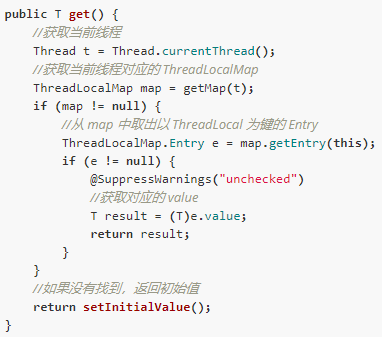 public T get() {
    //获取当前线程
    Thread t = Thread.currentThread();
    //获取当前线程对应的 ThreadLocalMap
    ThreadLocalMap map = getMap(t);
    if (map != null) {
        //从 map 中取出以 ThreadLocal 为键的 Entry
        ThreadLocalMap.Entry e = map.getEntry(this);
        if (e != null) {
            @SuppressWarnings("unchecked")
            //获取对应的 value
            T result = (T)e.value;
            return result;
        }
    }
    //如果没有找到，返回初始值
    return setInitialValue();
}